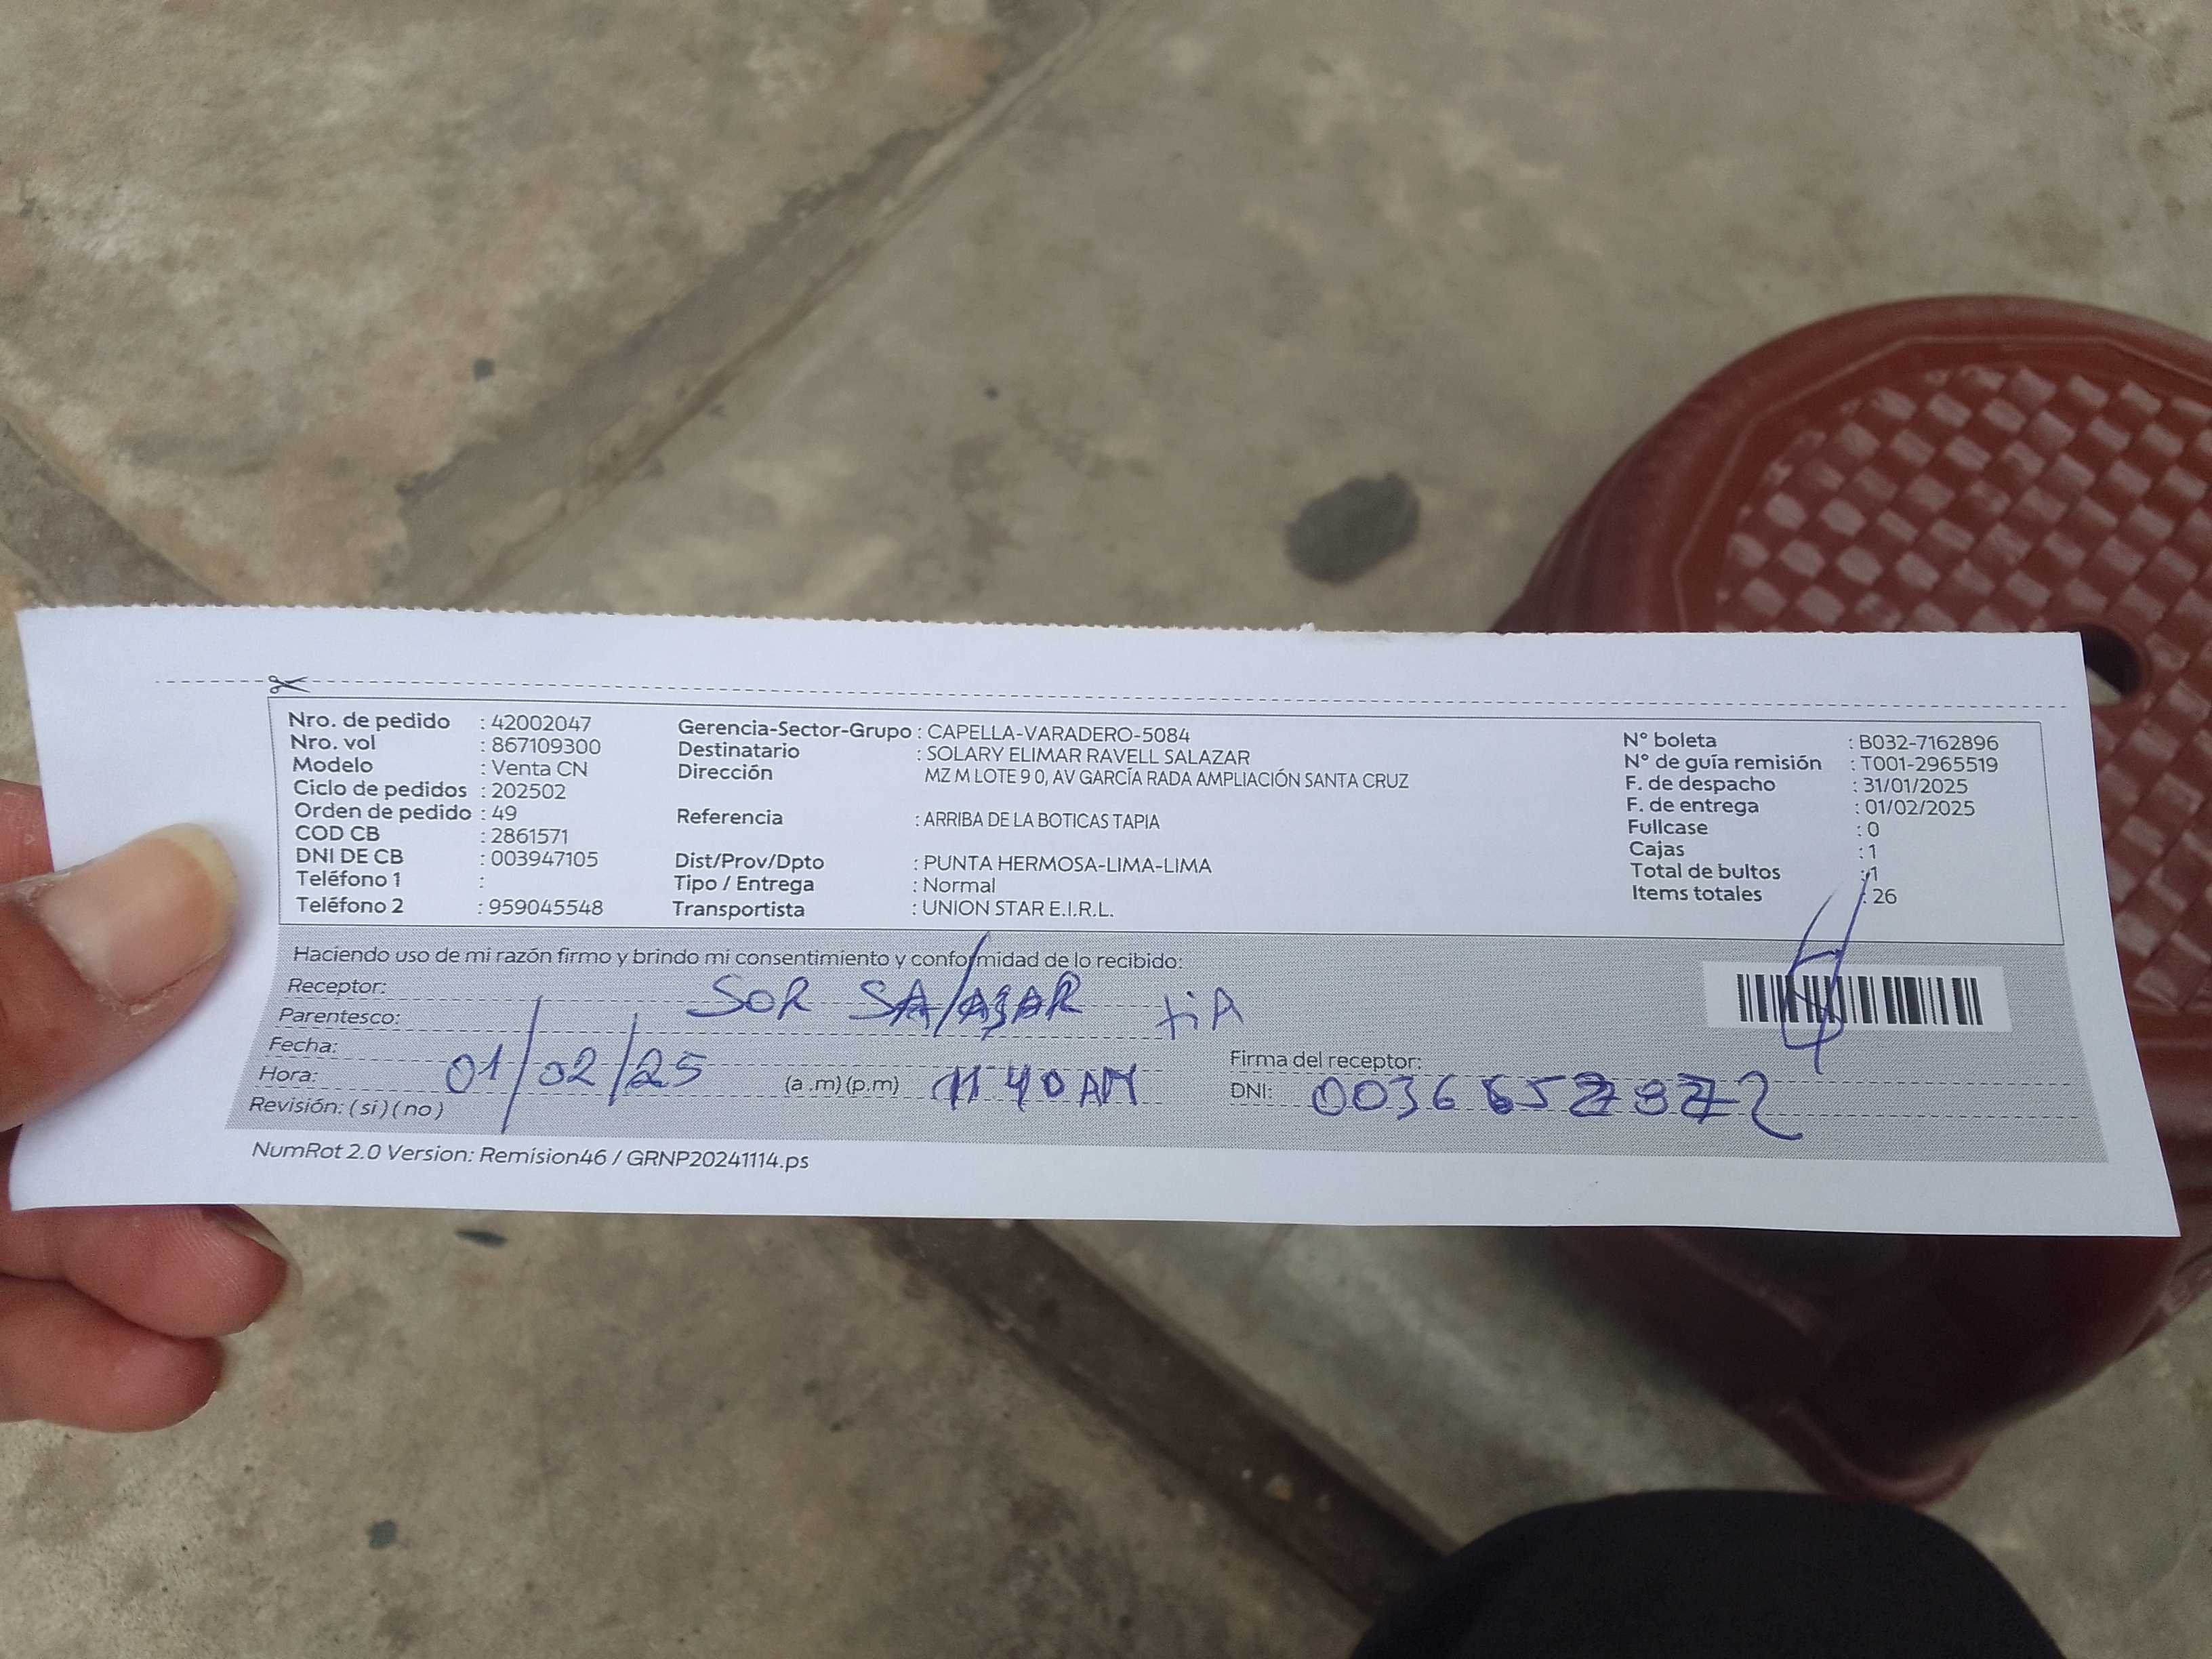 Nro. de pedido : 42002047
Nro. vol : 867109300
Modelo : Venta CN
Ciclo de pedidos : 202502
Orden de pedido : 49
COD CB : 2861571
DNI DE CB : 003947105
Teléfono 1 :
Teléfono 2 : 959045548
Gerencia-Sector-Grupo : CAPELLA-VARADERO-5084
Destinatario : SOLARY ELIMAR RAVELL SALAZAR
Dirección MZ M LOTE 9 0, AV GARCÍA RADA AMPLIACIÓN SANTA CRUZ
Referencia : ARRIBA DE LA BOTICAS TAPIA
Dist/Prov/Dpto : PUNTA HERMOSA-LIMA-LIMA
Tipo / Entrega : Normal
Transportista : UNION STAR E.I.R.L.
N° boleta : B032-7162896
N° de guía remisión : T001-2965519
F. de despacho : 31/01/2025
F. de entrega : 01/02/2025
Fullcase : 0
Cajas : 1
Total de bultos : 1
Items totales : 26
Haciendo uso de mi razón firmo y brindo mi consentimiento y conformidad de lo recibido:
Receptor: SOR SAlAZAR tiA
Parentesco:
Fecha: 01/02/25
Hora: (a .m) (p.m) 11 40 AM
Revisión: ( si ) ( no )
Firma del receptor:
DNI:
NumRot 2.0 Version: Remision46 / GRNP20241114.ps